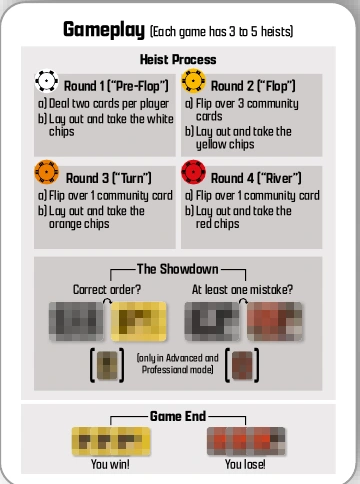 Gameplay (Each game has 3 to 5 heists)
Heist Process
Round 1 ("Pre-Flop")
a) Deal two cards per player
b) Lay out and take the white
chips
Round 2 ("Flop")
a) Flip over 3 community
cards
b) Lay out and take the
yellow chips
Round 3 ("Turn")
a) Flip over 1 community card
b) Lay out and take the
orange chips
Round 4 ("River")
a) Flip over 1 community card
b) Lay out and take the
red chips
The Showdown
Correct order?
At least one mistake?
(only in Advanced and
Professional mode)
Game End
You win!
You lose!